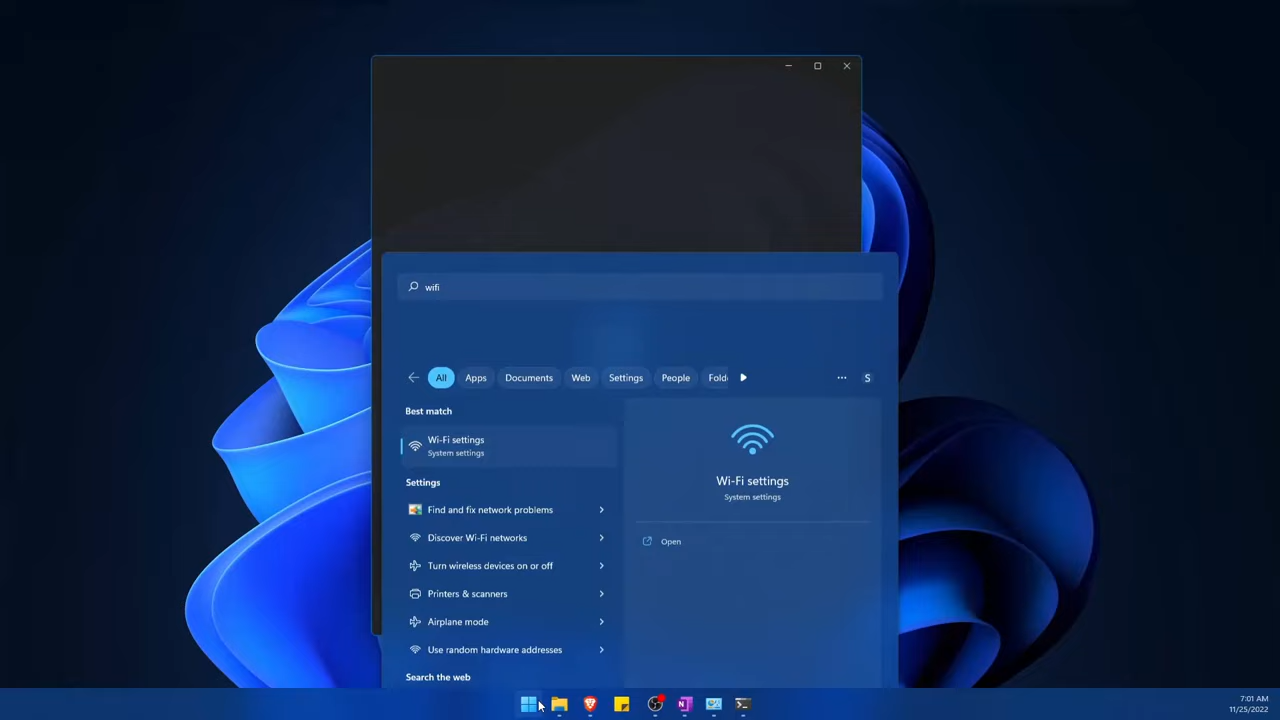 wifi
All Apps Documents Web Settings People Fold
S
Best match
Wi-Fi settings
System settings
Settings
Find and fix network problems
Discover Wi-Fi networks
Turn wireless devices on or off
Printers & scanners
Airplane mode
Use random hardware addresses
Search the web
Wi-Fi settings
System settings
Open
7:01 AM
11/25/2022